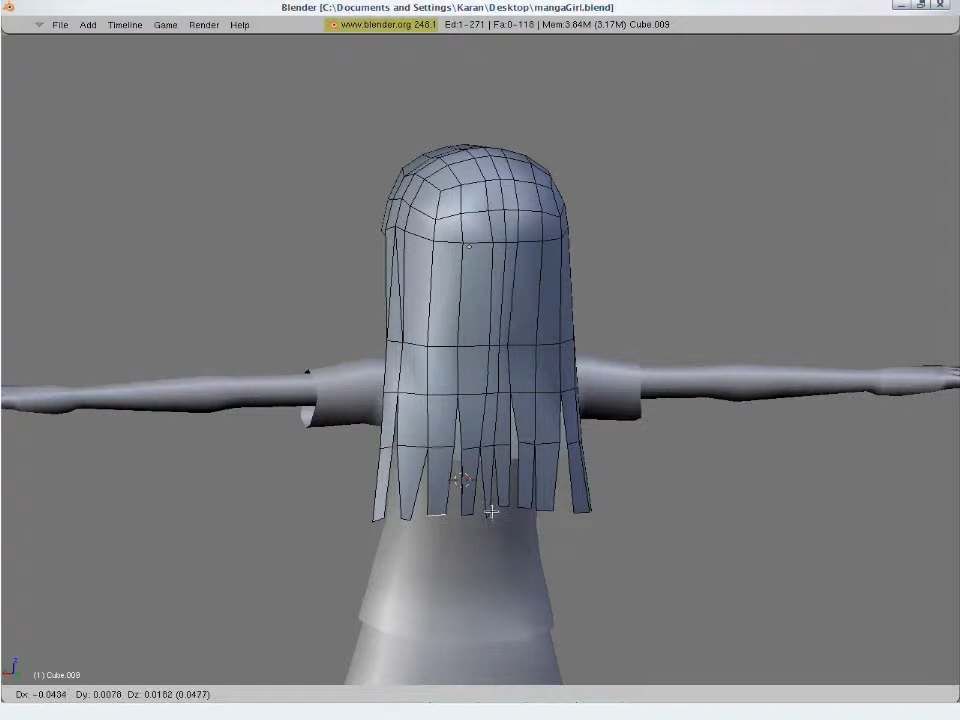 Blender [C:\Documents and Settings\Karan\Desktop\mangaGirl.blend]
File Add Timeline Game Render Help www.blender.org 248.1 Ed:1-271 | Fa:0-118 | Mem:3.84M (3.17M) Cube.009
z
(1) Cube.009
Dx: -0.0434 Dy: 0.0078 Dz: 0.0182 (0.0477)